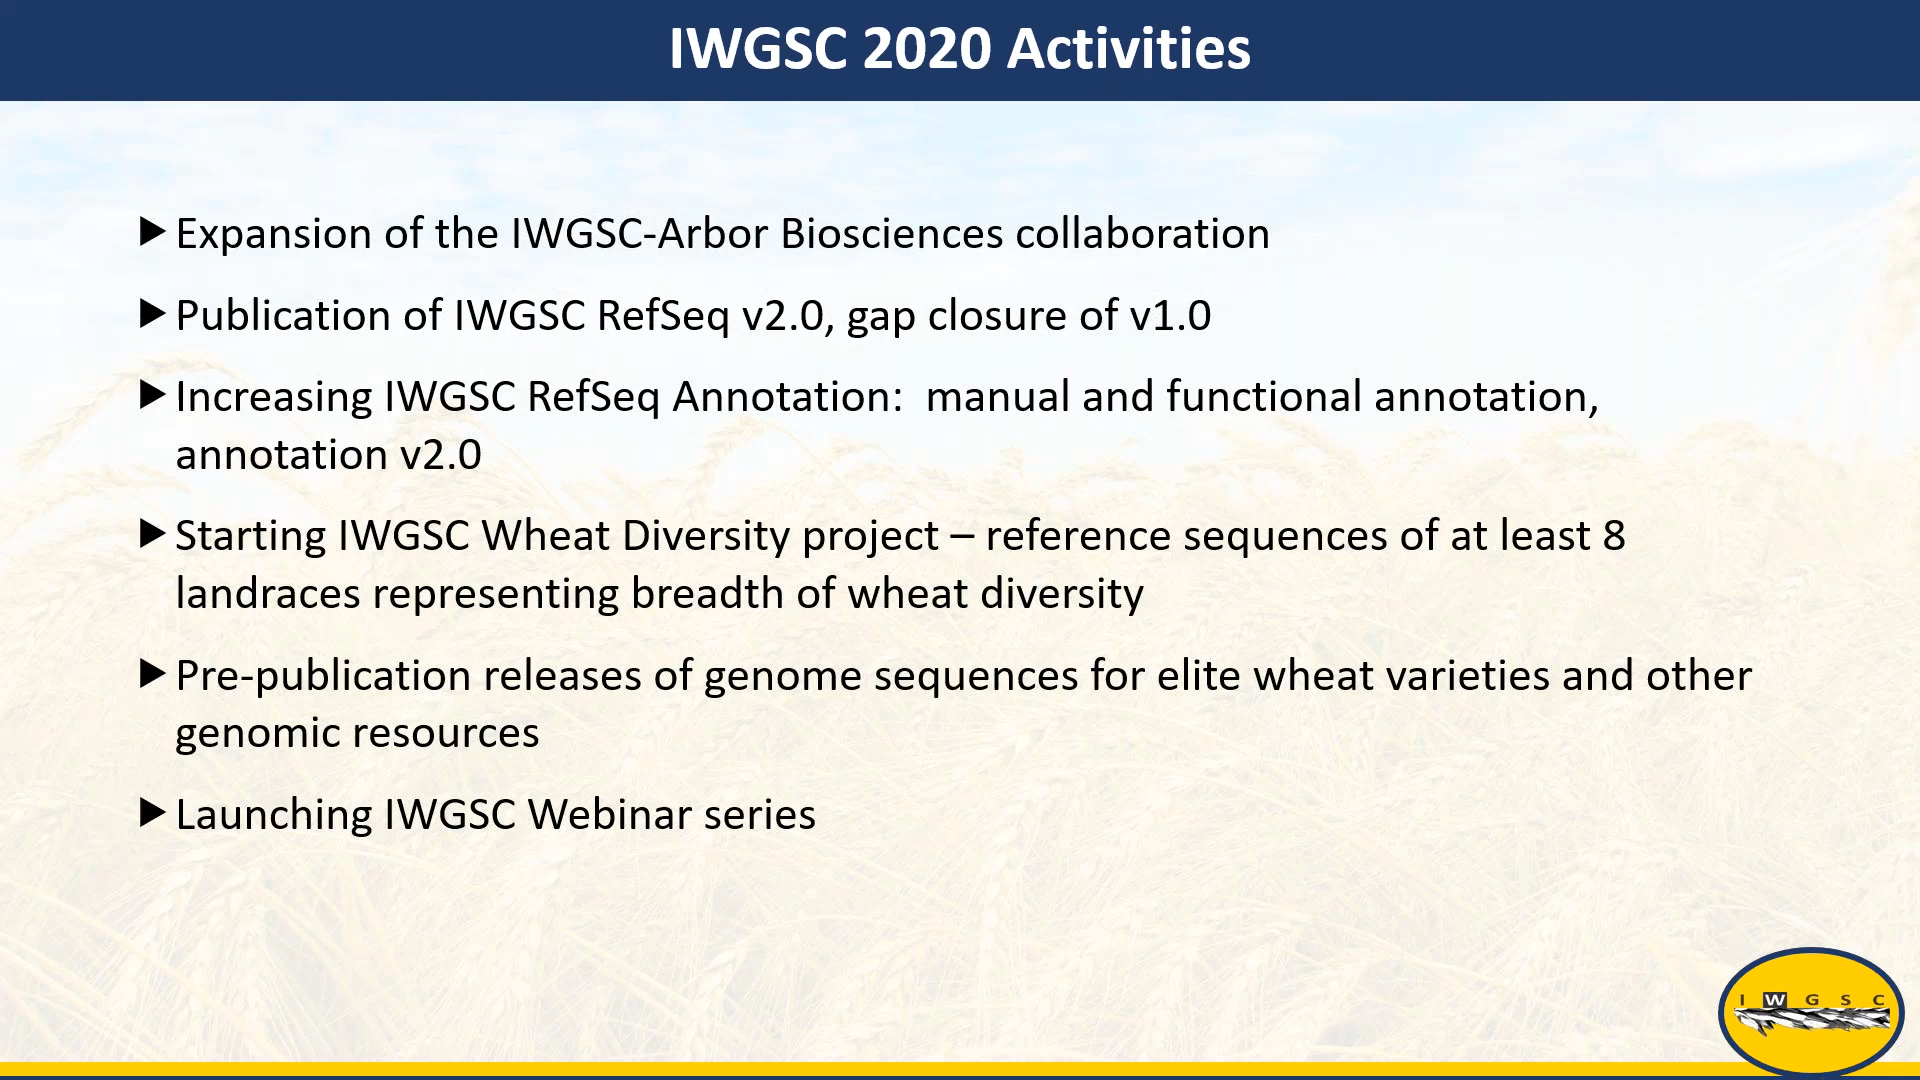 IWGSC 2020 Activities
Expansion of the IWGSC-Arbor Biosciences collaboration
Publication of IWGSC RefSeq v2.0, gap closure of v1.0
Increasing IWGSC RefSeq Annotation:  manual and functional annotation,
annotation v2.0
Starting IWGSC Wheat Diversity project – reference sequences of at least 8
landraces representing breadth of wheat diversity
Pre-publication releases of genome sequences for elite wheat varieties and other
genomic resources
Launching IWGSC Webinar series
I W G S C